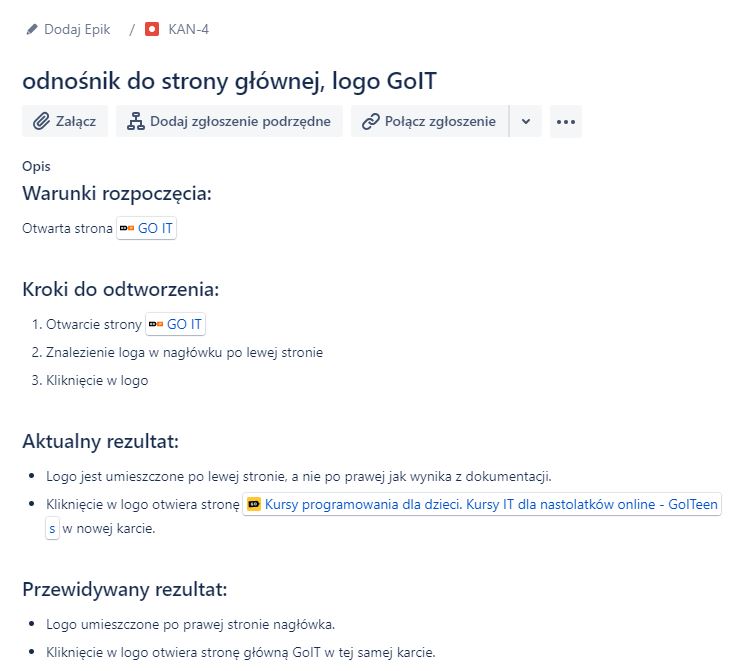 Dodaj Epik / KAN-4
odnośnik do strony głównej, logo GoIT
Załącz Dodaj zgłoszenie podrzędne Połącz zgłoszenie
Opis
Warunki rozpoczęcia:
Otwarta strona GO IT
Kroki do odtworzenia:
1. Otwarcie strony GO IT
2. Znalezienie loga w nagłówku po lewej stronie
3. Kliknięcie w logo
Aktualny rezultat:
• Logo jest umieszczone po lewej stronie, a nie po prawej jak wynika z dokumentacji.
• Kliknięcie w logo otwiera stronę Kursy programowania dla dzieci. Kursy IT dla nastolatków online - GoITeen
s w nowej karcie.
Przewidywany rezultat:
• Logo umieszczone po prawej stronie nagłówka.
• Kliknięcie w logo otwiera stronę główną GoIT w tej samej karcie.